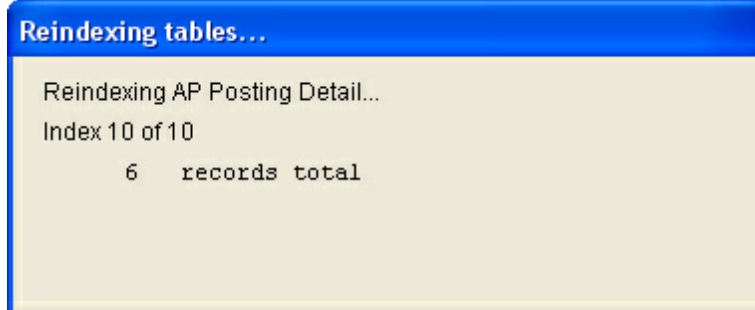 Reindexing tables...
Reindexing AP Posting Detail...
Index 10 of 10
6 records total